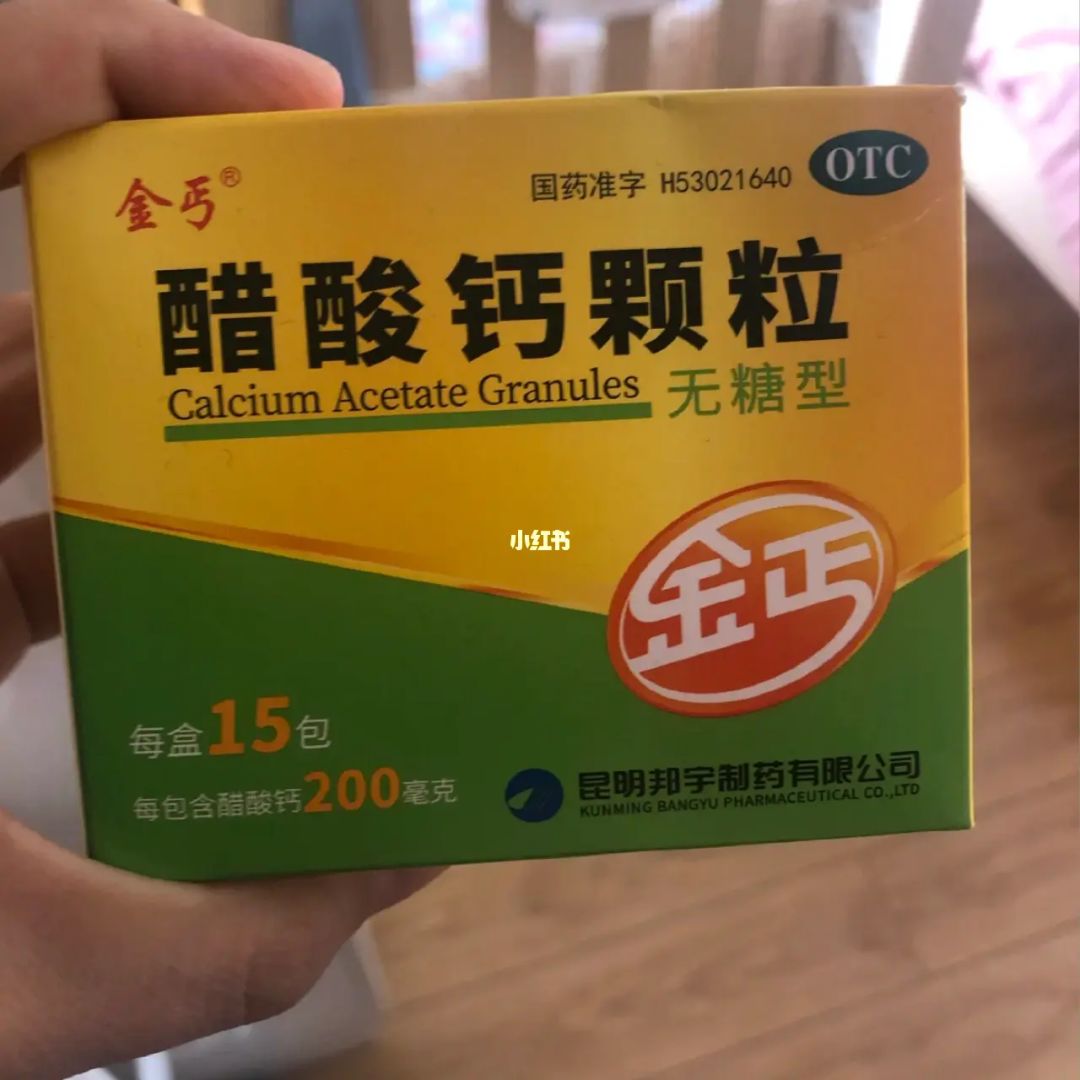 金丐®
国药准字 H53021640
OTC
醋酸钙颗粒
Calcium Acetate Granules
无糖型
小红书
金丐
每盒15包
每包含醋酸钙200毫克
昆明邦宇制药有限公司
KUNMING BANGYU PHARMACEUTICAL CO.,LTD